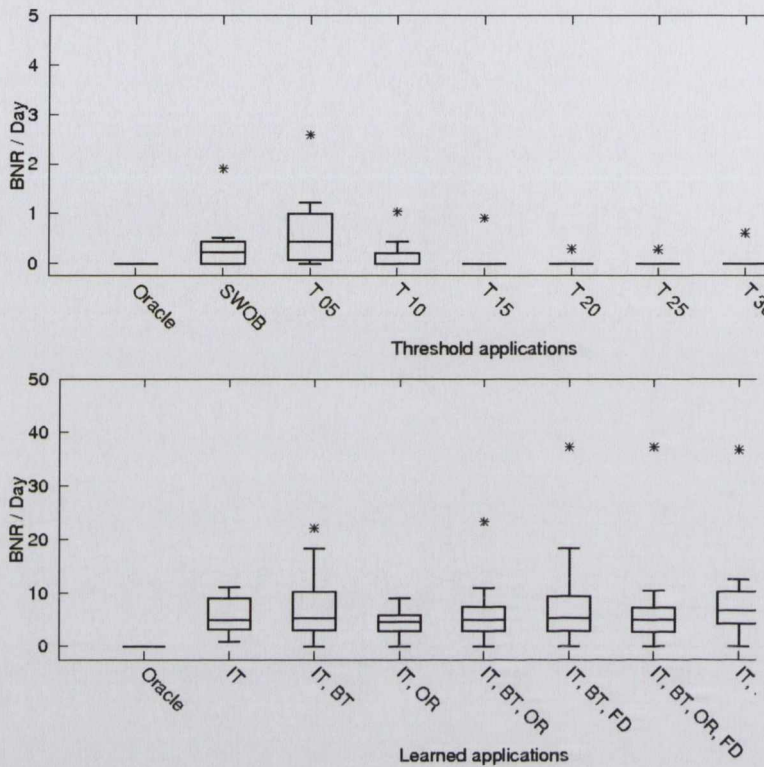 5
4
3
2
1
0
BNR / Day
Oracle
SWOB
T 05
T 10
T 15
T 20
T 25
T 30
Threshold applications
50
40
30
20
10
0
BNR / Day
Oracle
IT
IT, BT
IT, OR
IT, BT, OR
IT, BT, FD
IT, BT, OR, FD
IT, .
Learned applications